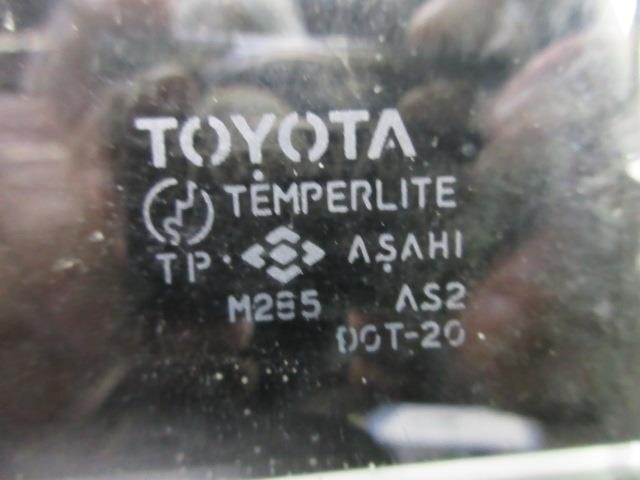 TOYOTA
TEMPERLITE
TP ASAHI
M285 AS2
DOT-20